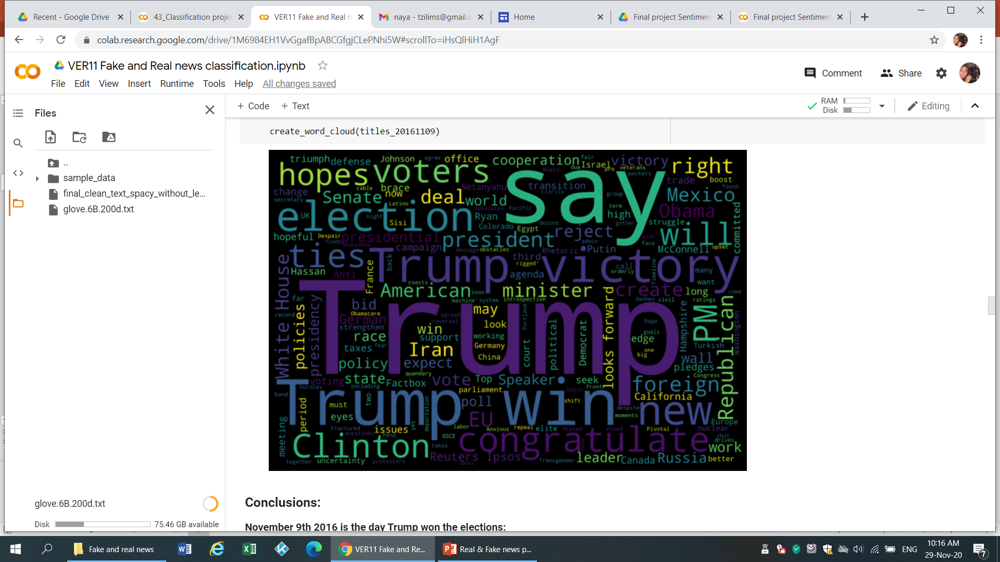 Recent - Google Drive
43_Classification projec
VER11 Fake and Real n
naya - tzilims@gmail.c
Home
Final project Sentimen
Final project Sentimen
colab.research.google.com/drive/1M6984EH1VvGgafBpABCGfgjCLePNhi5W#scrollTo=iHsQlHiH1AgF
VER11 Fake and Real news classification.ipynb
Comment
Share
File Edit View Insert Runtime Tools Help All changes saved
Files
+ Code + Text
RAM
Disk
Editing
..
sample_data
final_clean_text_spacy_without_le...
glove.6B.200d.txt
create_word_cloud(titles_20161109)
triumph defense Johnson agree office cooperation fair Israel victory right
hopes voters say due pro veterans pockets boost
Nieto trade found
change cable brace Netanyahu transition Mexico
secretary Senate now deal world clarity group
Latino advocates Pacific term Obama
election UK night Sisi Ryan high struggle committed
Colorado Egypt Unions reject gather will
hopeful Despair presidential president admin plan
finds business campaign message obstacles Rhetoric Putin face McConnell upset
ties Trump victory third call many
White House Hassan Anti France back rigged' agenda orderly Timeline want
coasts American soon minister create long come
far policies presidency bid machine' system introspection dashes civil ratings
record Obamacare Trump may agreed Portland Rage Hampshire PM Republican Washington
German strengthen win reversal look goals
race support working political Democrat looks forward edge Turkish
taxes fear Iran Germany court one big wall
policy expect China pledges
state quandary vote Top Speaker seek foreign Congress
voting Factbox including parliament begin front California
hurdles Trump win poll shift despite new
bond two must deportation EU moments Europe
period eyes yes labor Anxious repeal elite missed mixed Pivotal nuclear
meeting Fractured issues questions Pena OSCE congratulate love shot drives
Clinton takes Reuters Ipsos work
together uncertainty protesters Oval Transgender leader Canada Russia better
Conclusions:
November 9th 2016 is the day Trump won the elections:
glove.6B.200d.txt
Disk 75.46 GB available
Fake and real news
VER11 Fake and Re...
Real & Fake news p...
ENG
10:16 AM
29-Nov-20
7